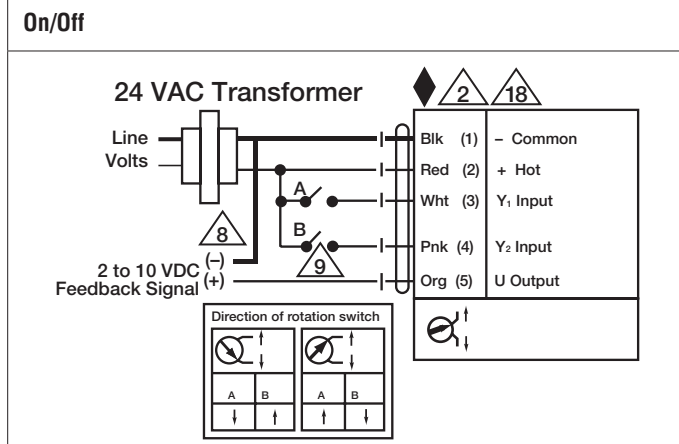 On/Off
24 VAC Transformer
2
18
Line
Volts
Blk (1) – Common
Red (2) + Hot
A
Wht (3) Y₁ Input
B
Pnk (4) Y₂ Input
8
9
2 to 10 VDC (–)
Feedback Signal (+)
Org (5) U Output
Direction of rotation switch
A B A B